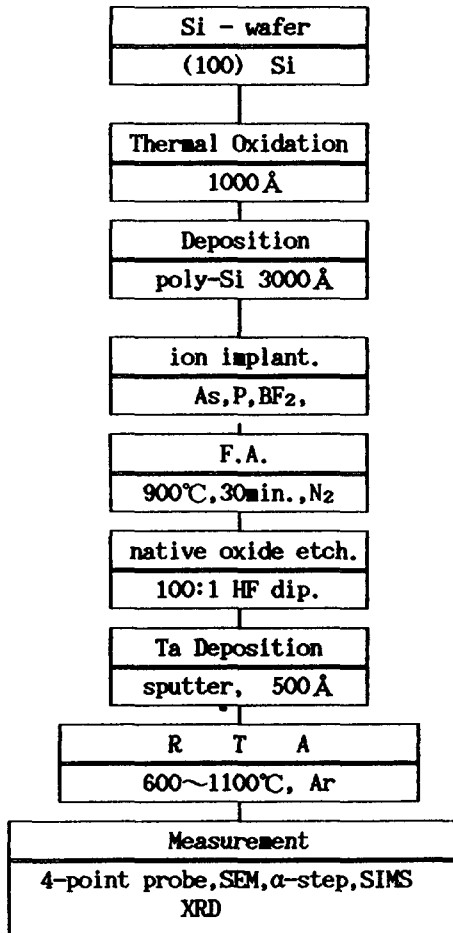 Si - wafer
(100) Si
Thermal Oxidation
1000Å
Deposition
poly-Si 3000Å
ion implant.
As,P,BF₂,
F.A.
900℃,30min.,N₂
native oxide etch.
100:1 HF dip.
Ta Deposition
sputter, 500Å
R T A
600～1100℃, Ar
Measurement
4-point probe,SEM,α-step,SIMS
XRD